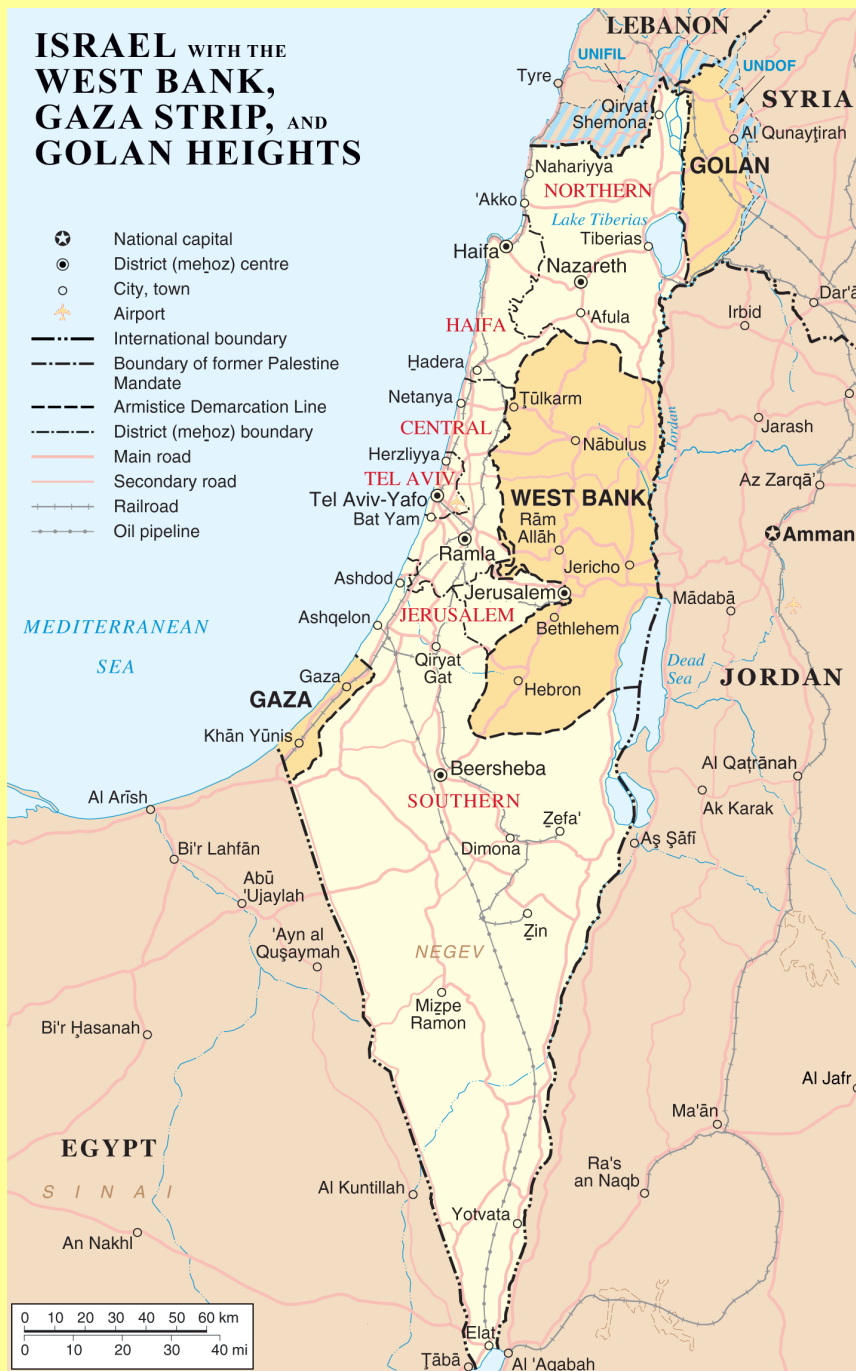 ISRAEL WITH THE
WEST BANK,
GAZA STRIP, AND
GOLAN HEIGHTS
National capital
District (meẖoz) centre
City, town
Airport
International boundary
Boundary of former Palestine
Mandate
Armistice Demarcation Line
District (meẖoz) boundary
Main road
Secondary road
Railroad
Oil pipeline
LEBANON
UNIFIL
UNDOF
SYRIA
Tyre
Qiryat
Shemona
Al Qunayţirah
GOLAN
Nahariyya
NORTHERN
'Akko
Lake Tiberias
Haifa
Tiberias
Nazareth
'Afula
HAIFA
Irbid
Dar'ā
H̱adera
Netanya
Ţūlkarm
CENTRAL
Nābulus
Jordan
Jarash
Herzliyya
TEL AVIV
Tel Aviv-Yafo
WEST BANK
Az Zarqā'
Bat Yam
Rām
Allāh
Ramla
Amman
Jericho
Ashdod
Jerusalem
Mādabā
JERUSALEM
Ashqelon
Bethlehem
MEDITERRANEAN
SEA
Qiryat
Gat
Dead
Sea
JORDAN
Gaza
Hebron
GAZA
Khān Yūnis
Beersheba
Al Qaţrānah
Al Arīsh
SOUTHERN
Ak Karak
Ẕefa'
Dimona
Aş Şāfī
Bi'r Lahfān
Abū
'Ujaylah
'Ayn al
Quşaymah
Ẕin
NEGEV
Miẕpe
Ramon
Bi'r Ḩasanah
Al Jafr
Ma'ān
EGYPT
SINAI
Ra's
an Naqb
Al Kuntillah
Yotvata
An Nakhl
0 10 20 30 40 50 60 km
0 10 20 30 40 mi
Elat
Ţābā
Al 'Aqabah